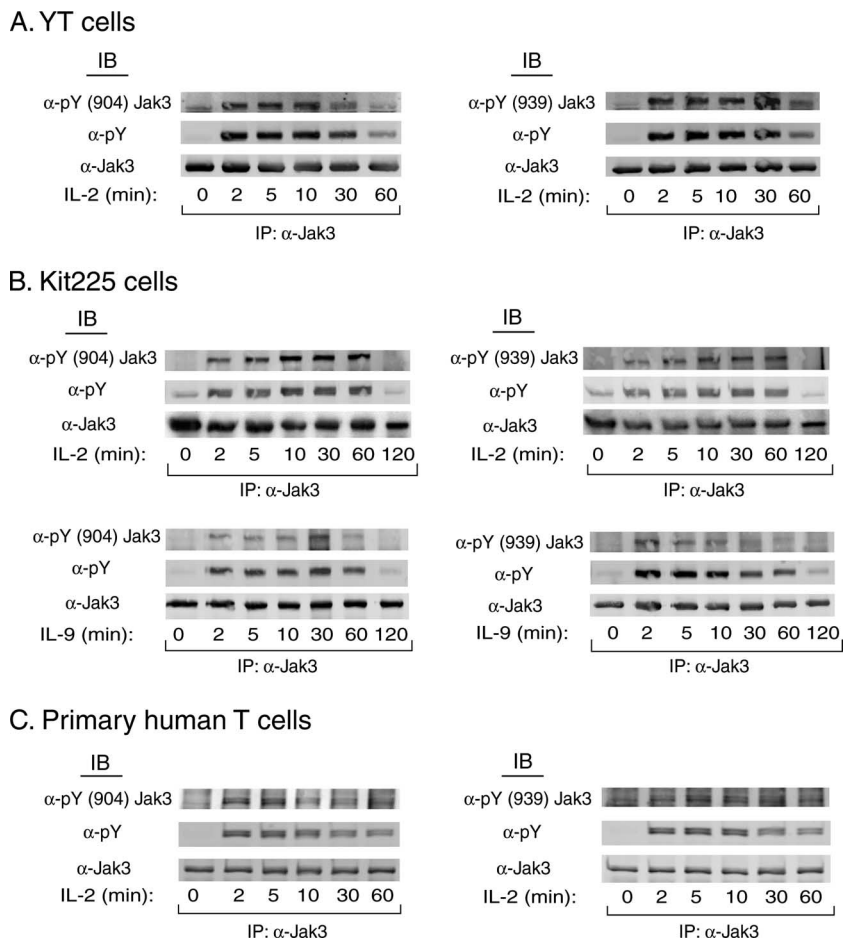 A. YT cells
IB
α-pY (904) Jak3
α-pY
α-Jak3
IL-2 (min): 0 2 5 10 30 60
IP: α-Jak3
IB
α-pY (939) Jak3
α-pY
α-Jak3
IL-2 (min): 0 2 5 10 30 60
IP: α-Jak3
B. Kit225 cells
IB
α-pY (904) Jak3
α-pY
α-Jak3
IL-2 (min): 0 2 5 10 30 60 120
IP: α-Jak3
IB
α-pY (939) Jak3
α-pY
α-Jak3
IL-2 (min): 0 2 5 10 30 60 120
IP: α-Jak3
α-pY (904) Jak3
α-pY
α-Jak3
IL-9 (min): 0 2 5 10 30 60 120
IP: α-Jak3
α-pY (939) Jak3
α-pY
α-Jak3
IL-9 (min): 0 2 5 10 30 60 120
IP: α-Jak3
C. Primary human T cells
IB
α-pY (904) Jak3
α-pY
α-Jak3
IL-2 (min): 0 2 5 10 30 60
IP: α-Jak3
IB
α-pY (939) Jak3
α-pY
α-Jak3
IL-2 (min): 0 2 5 10 30 60
IP: α-Jak3